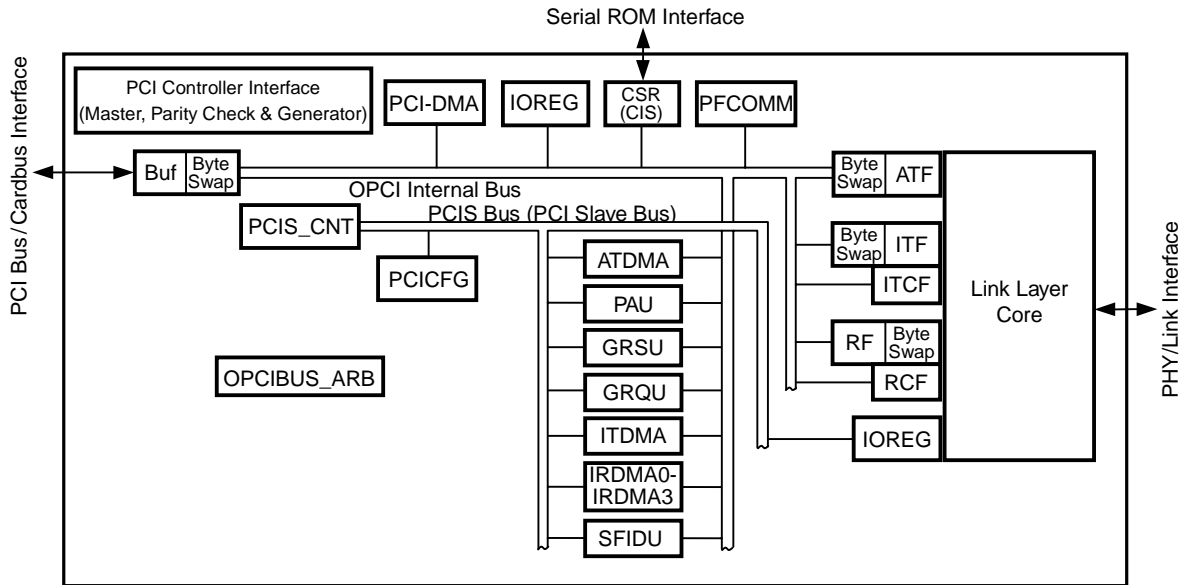 Serial ROM Interface
PCI Bus/Cardbus Interface
PCI Controller Interface
(Master, Parity Check & Generator)
PCI-DMA
IOREG
CSR
(CIS)
PFCOMM
Buf
Byte
Swap
Byte
Swap
ATF
OPCI Internal Bus
PCIS Bus (PCI Slave Bus)
PCIS_CNT
PCICFG
Byte
Swap
ITF
ITCF
Link Layer
Core
PHY/Link Interface
ATDMA
PAU
GRSU
GRQU
ITDMA
IRDMA0-
IRDMA3
SFIDU
RF
Byte
Swap
RCF
IOREG
OPCIBUS_ARB